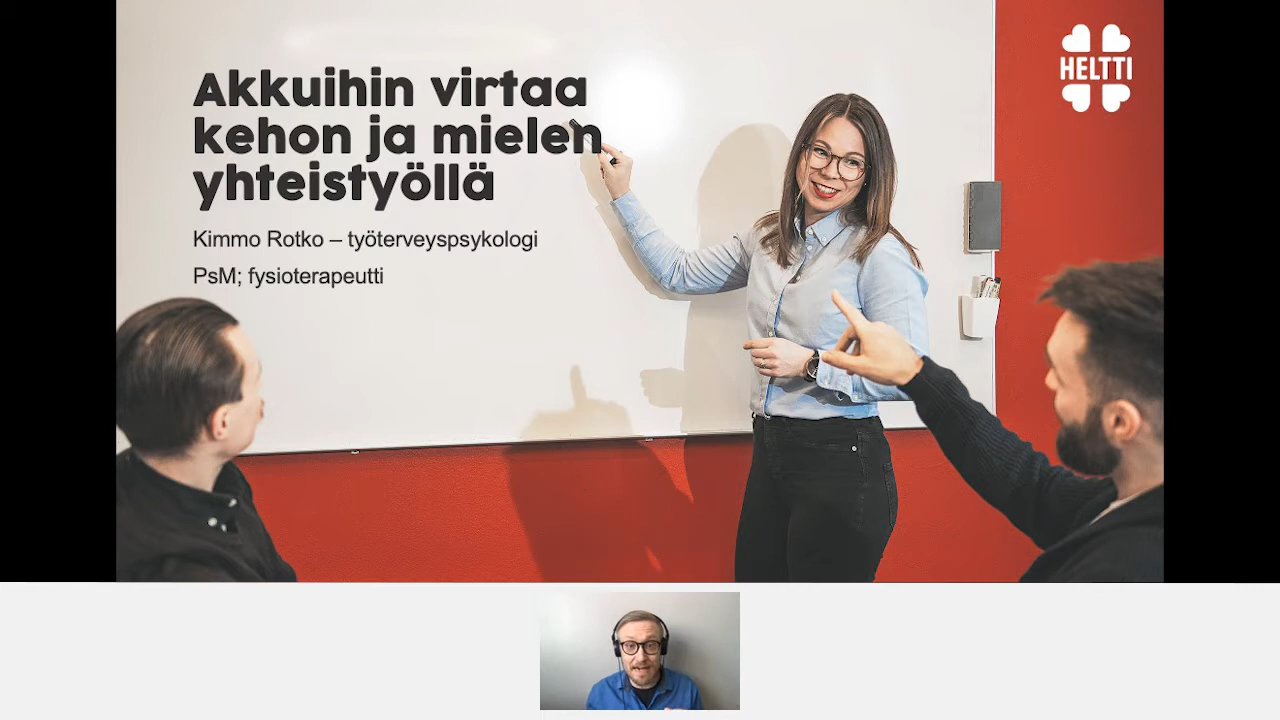 Akkuihin virtaa
kehon ja mielen
yhteistyöllä
Kimmo Rotko – työterveyspsykologi
PsM; fysioterapeutti
HELTTI